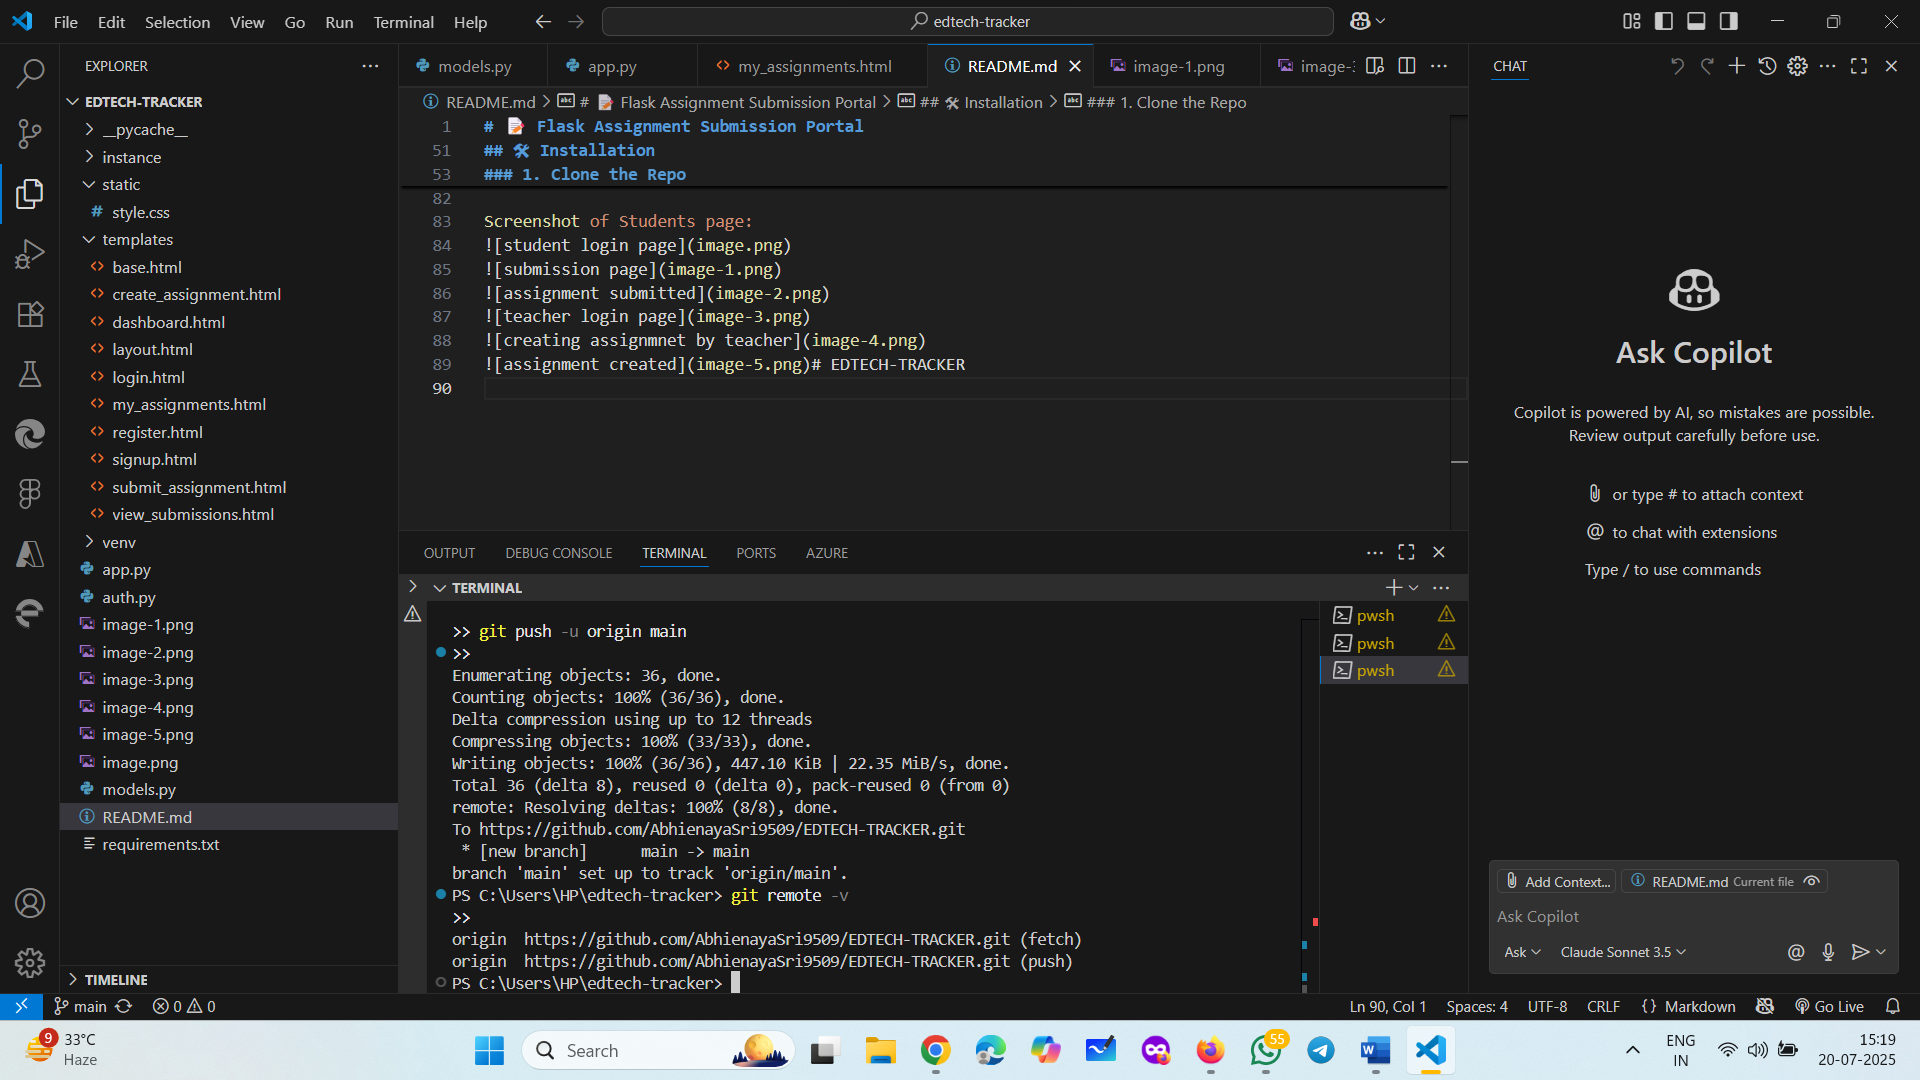 File Edit Selection View Go Run Terminal Help
edtech-tracker
EXPLORER
EDTECH-TRACKER
__pycache__
instance
static
style.css
templates
base.html
create_assignment.html
dashboard.html
layout.html
login.html
my_assignments.html
register.html
signup.html
submit_assignment.html
view_submissions.html
venv
app.py
auth.py
image-1.png
image-2.png
image-3.png
image-4.png
image-5.png
image.png
models.py
README.md
requirements.txt
TIMELINE
models.py app.py my_assignments.html README.md image-1.png image-
README.md > # 📝 Flask Assignment Submission Portal > ## 🛠 Installation > ### 1. Clone the Repo
1 # 📝 Flask Assignment Submission Portal
51 ## 🛠 Installation
53 ### 1. Clone the Repo
82
83 Screenshot of Students page:
84 ![student login page](image.png)
85 ![submission page](image-1.png)
86 ![assignment submitted](image-2.png)
87 ![teacher login page](image-3.png)
88 ![creating assignmnet by teacher](image-4.png)
89 ![assignment created](image-5.png)# EDTECH-TRACKER
90
OUTPUT DEBUG CONSOLE TERMINAL PORTS AZURE
TERMINAL
>> git push -u origin main
>>
Enumerating objects: 36, done.
Counting objects: 100% (36/36), done.
Delta compression using up to 12 threads
Compressing objects: 100% (33/33), done.
Writing objects: 100% (36/36), 447.10 KiB | 22.35 MiB/s, done.
Total 36 (delta 8), reused 0 (delta 0), pack-reused 0 (from 0)
remote: Resolving deltas: 100% (8/8), done.
To https://github.com/AbhienayaSri9509/EDTECH-TRACKER.git
* [new branch] main -> main
branch 'main' set up to track 'origin/main'.
PS C:\Users\HP\edtech-tracker> git remote -v
>>
origin https://github.com/AbhienayaSri9509/EDTECH-TRACKER.git (fetch)
origin https://github.com/AbhienayaSri9509/EDTECH-TRACKER.git (push)
PS C:\Users\HP\edtech-tracker>
pwsh
pwsh
pwsh
CHAT
Ask Copilot
Copilot is powered by AI, so mistakes are possible.
Review output carefully before use.
or type # to attach context
@ to chat with extensions
Type / to use commands
Add Context... README.md Current file
Ask Copilot
Ask Claude Sonnet 3.5
main 0 0
Ln 90, Col 1 Spaces: 4 UTF-8 CRLF {} Markdown Go Live
9
33°C
Haze
Search
55
ENG
IN
15:19
20-07-2025